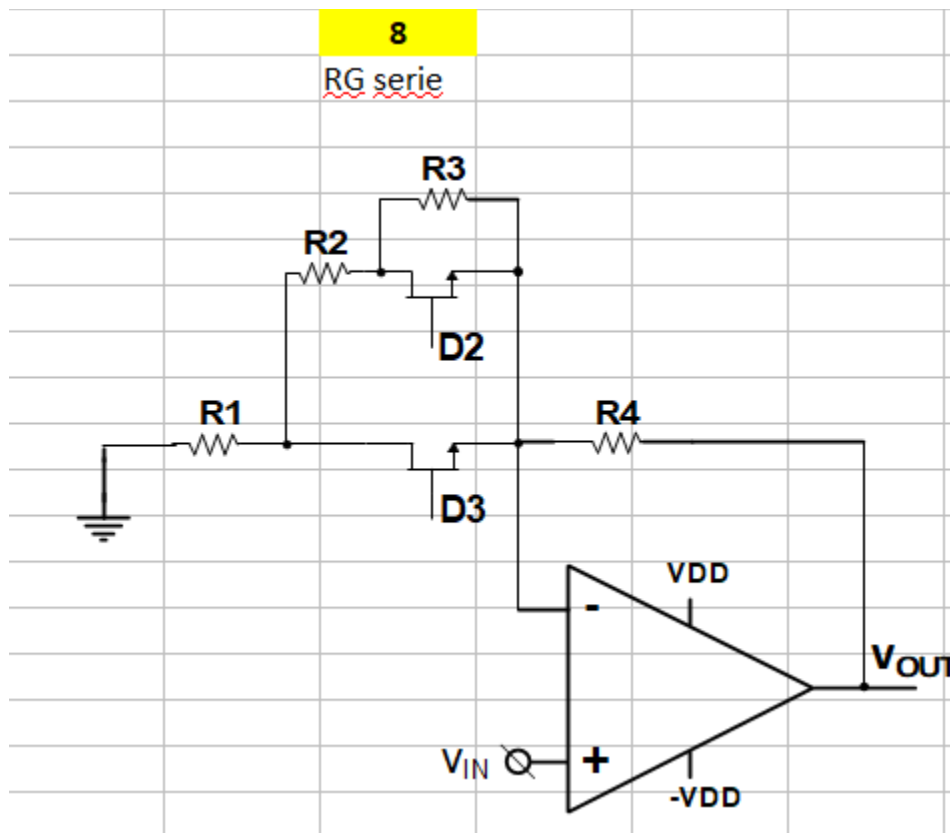 8
RG serie
R3
R2
D2
R1
R4
D3
VDD
-
VOUT
VIN
+
-VDD